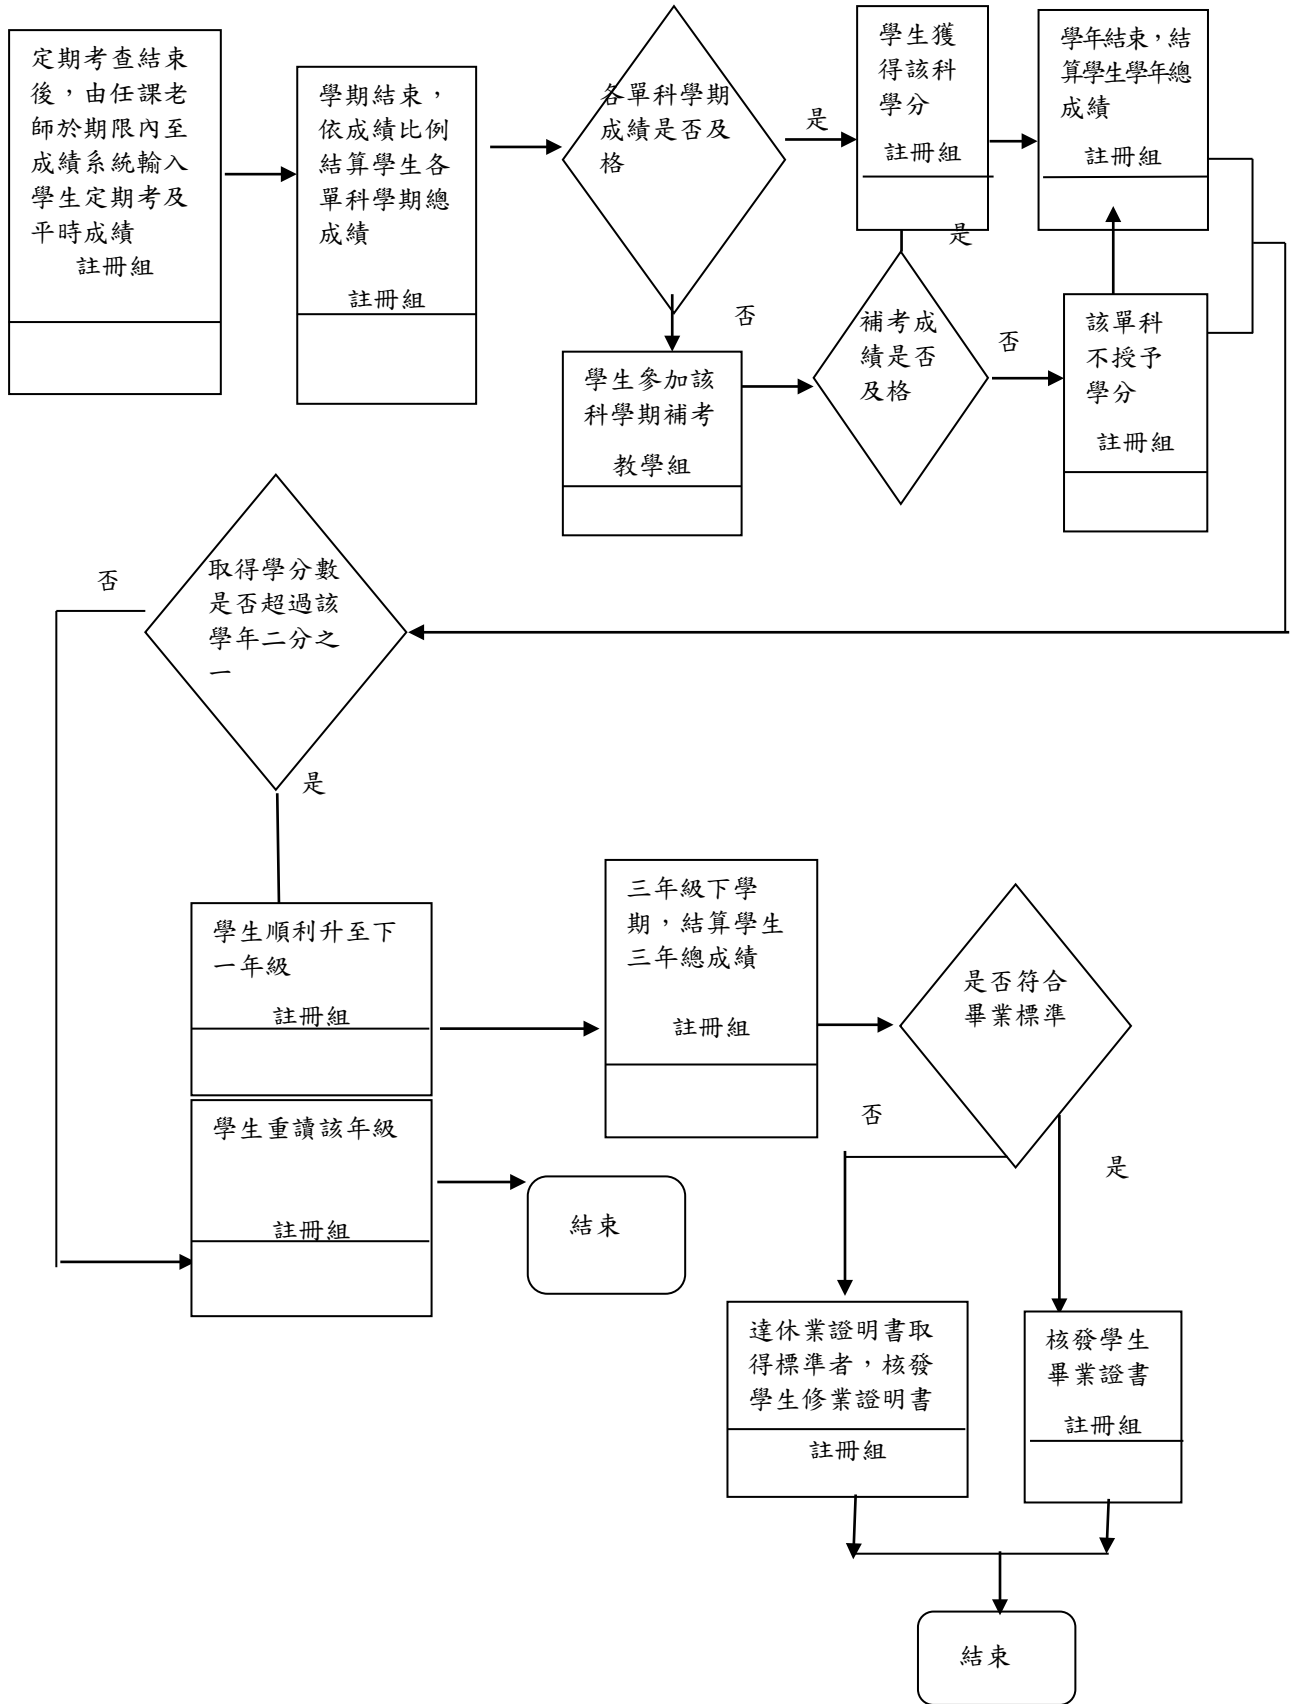 定期考查結束
後，由任課老
師於期限內至
成績系統輸入
學生定期考及
平時成績
註冊組
學期結束，
依成績比例
結算學生各
單科學期總
成績
註冊組
各單科學期
成績是否及
格
是
否
學生獲
得該科
學分
註冊組
學年結束，結
算學生學年總
成績
註冊組
學生參加該
科學期補考
教學組
補考成
績是否
及格
是
否
該單科
不授予
學分
註冊組
取得學分數
是否超過該
學年二分之
一
否
是
學生順利升至下
一年級
註冊組
學生重讀該年級
註冊組
結束
三年級下學
期，結算學生
三年總成績
註冊組
是否符合
畢業標準
否
是
達休業證明書取
得標準者，核發
學生修業證明書
註冊組
核發學生
畢業證書
註冊組
結束